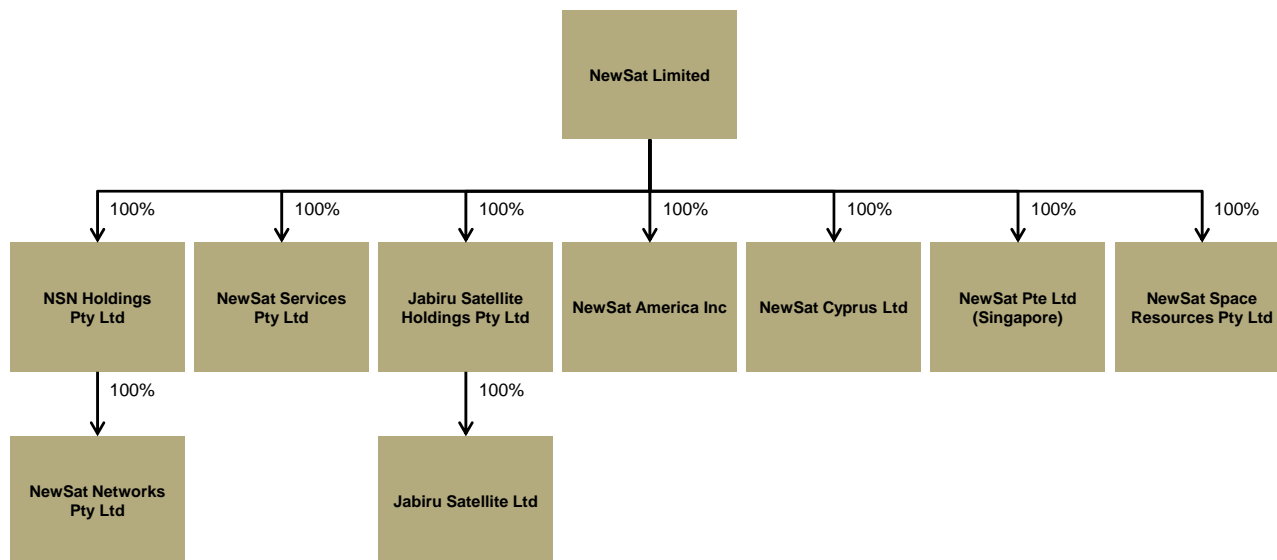 NewSat Limited
100%
100%
100%
100%
100%
100%
100%
NSN Holdings
Pty Ltd
NewSat Services
Pty Ltd
Jabiru Satellite
Holdings Pty Ltd
NewSat America Inc
NewSat Cyprus Ltd
NewSat Pte Ltd
(Singapore)
NewSat Space
Resources Pty Ltd
100%
100%
NewSat Networks
Pty Ltd
Jabiru Satellite Ltd